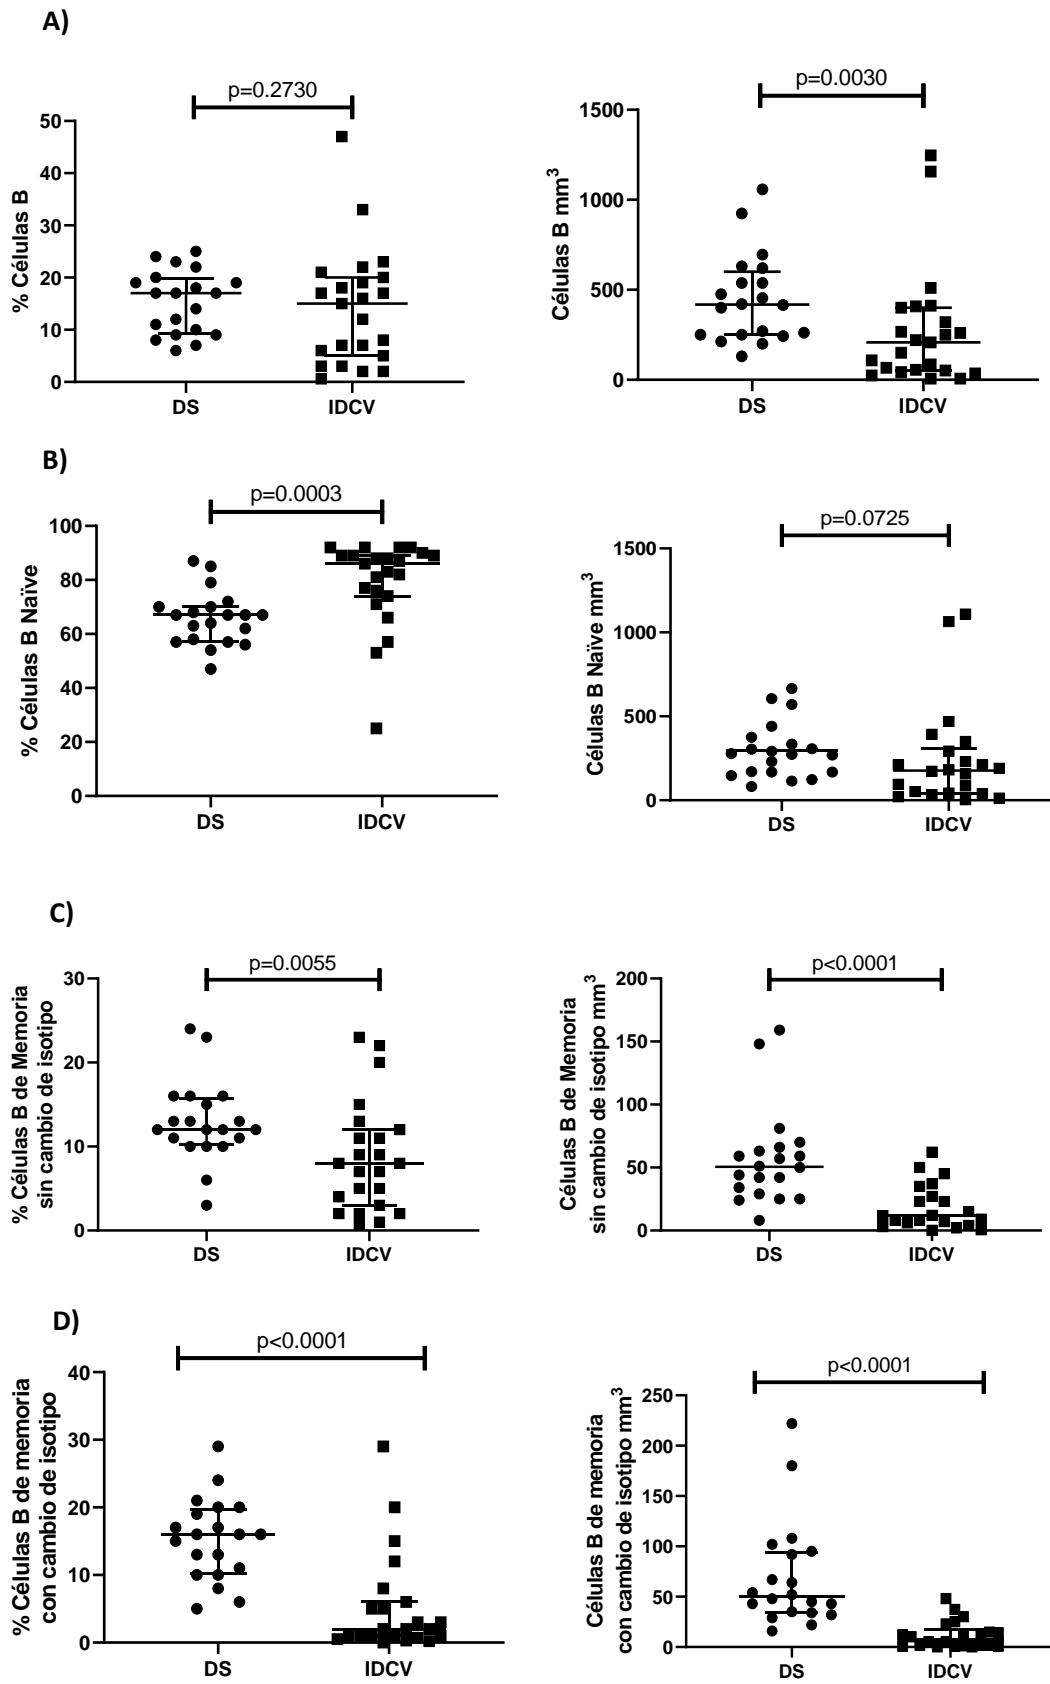 A)
p=0.2730
% Células B
50
40
30
20
10
0
DS
IDCV
p=0.0030
Células B mm³
1500
1000
500
0
DS
IDCV
B)
p=0.0003
% Células B Naïve
100
80
60
40
20
0
DS
IDCV
p=0.0725
Células B Naïve mm³
1500
1000
500
0
DS
IDCV
C)
p=0.0055
% Células B de Memoria
sin cambio de isotipo
30
20
10
0
DS
IDCV
p<0.0001
Células B de Memoria
sin cambio de isotipo mm³
200
150
100
50
0
DS
IDCV
D)
p<0.0001
% Células B de memoria
con cambio de isotipo
40
30
20
10
0
DS
IDCV
p<0.0001
Células B de memoria
con cambio de isotipo mm³
250
200
150
100
50
0
DS
IDCV